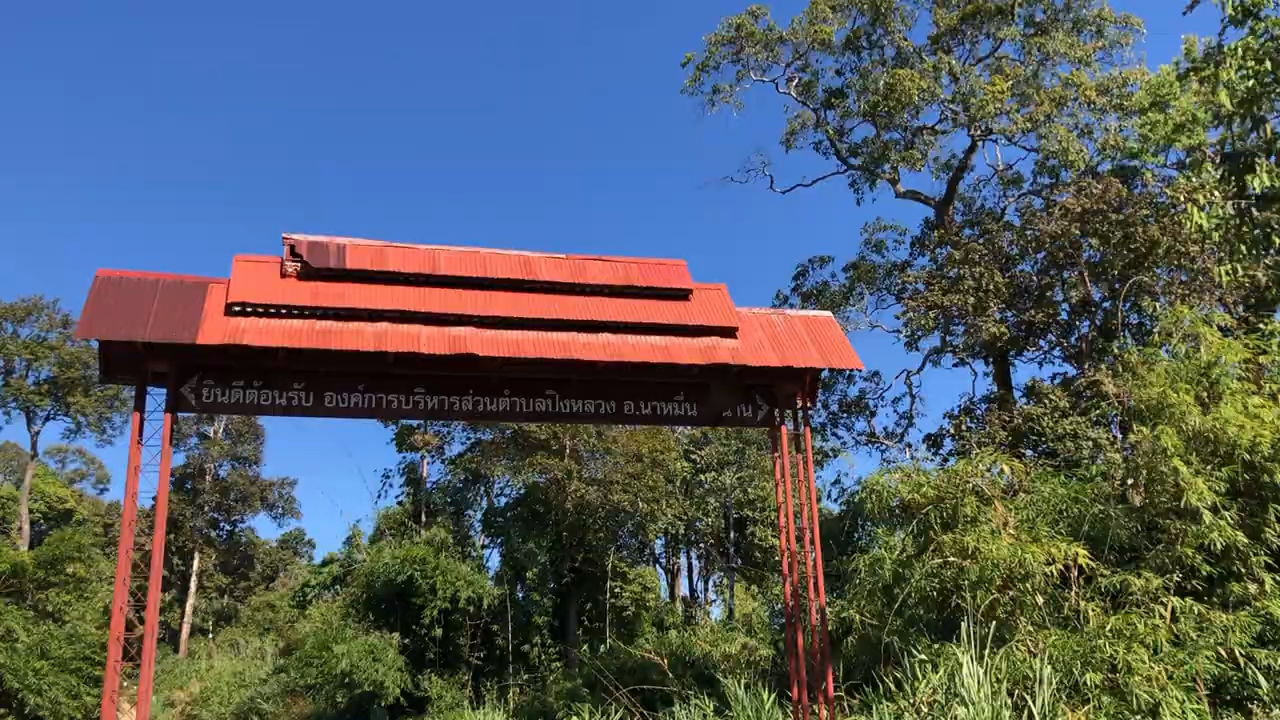 ยินดีต้อนรับ องค์การบริหารส่วนตำบลปิงหลวง อ.นาหมื่น